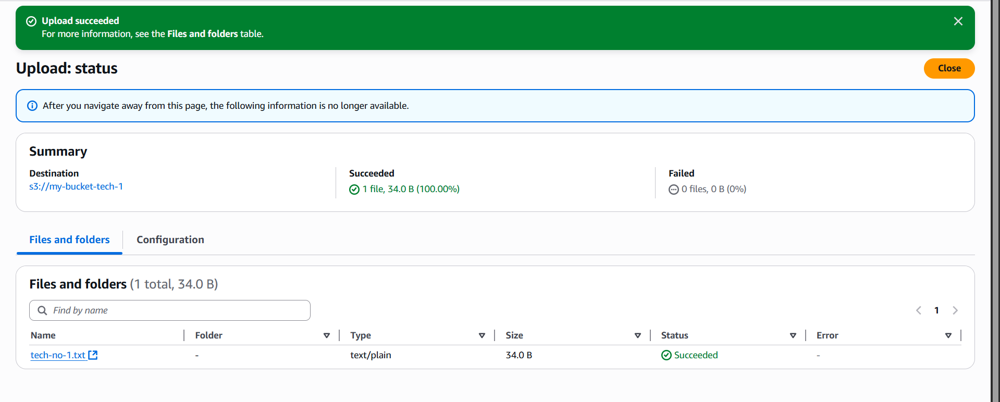 Upload succeeded
For more information, see the Files and folders table.
Upload: status
Close
After you navigate away from this page, the following information is no longer available.
Summary
Destination
s3://my-bucket-tech-1
Succeeded
1 file, 34.0 B (100.00%)
Failed
0 files, 0 B (0%)
Files and folders
Configuration
Files and folders (1 total, 34.0 B)
Find by name
1
Name Folder Type Size Status Error
tech-no-1.txt - text/plain 34.0 B Succeeded -